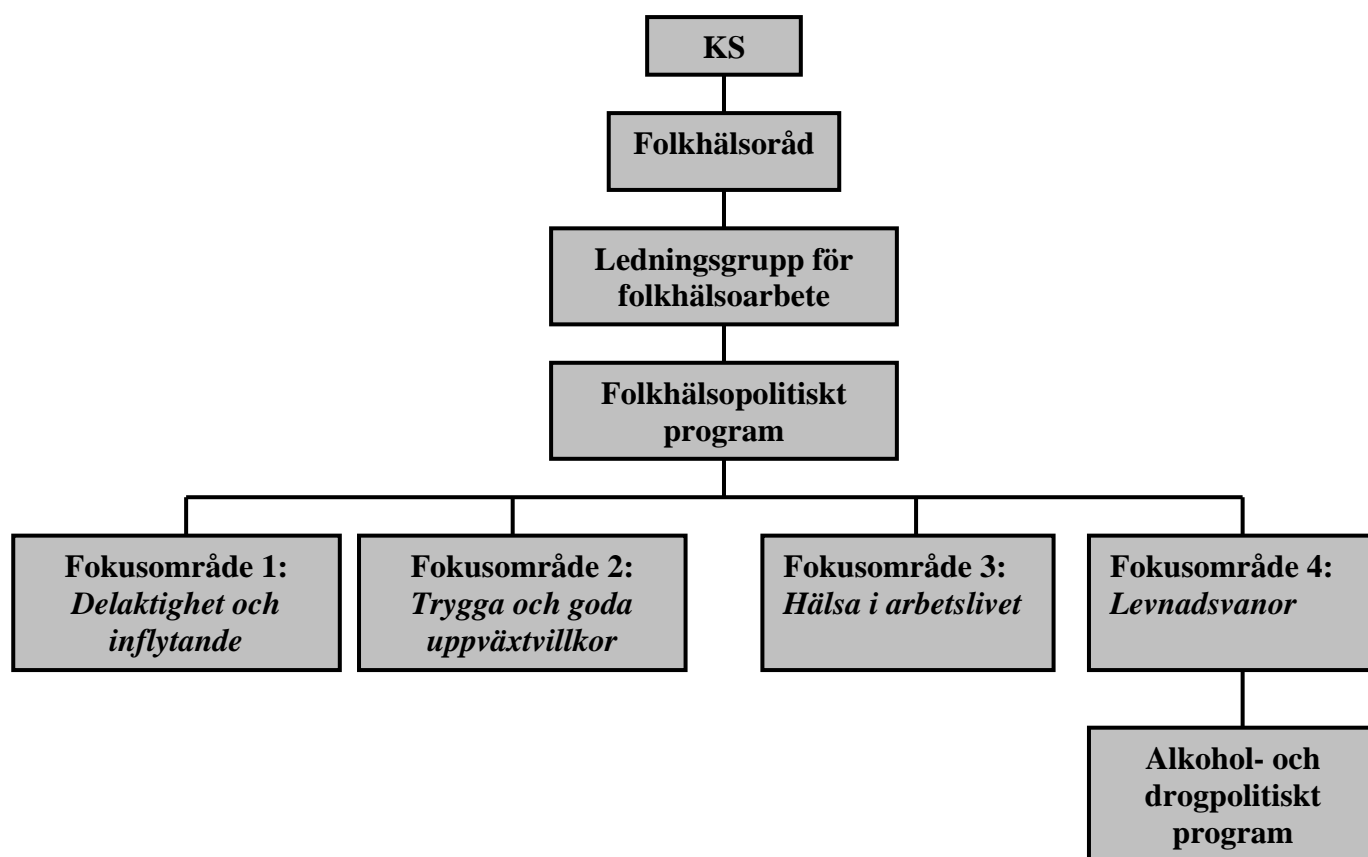 KS
Folkhälsoråd
Ledningsgrupp för
folkhälsoarbete
Folkhälsopolitiskt
program
Fokusområde 1:
Delaktighet och
inflytande
Fokusområde 2:
Trygga och goda
uppväxtvillkor
Fokusområde 3:
Hälsa i arbetslivet
Fokusområde 4:
Levnadsvanor
Alkohol- och
drogpolitiskt
program